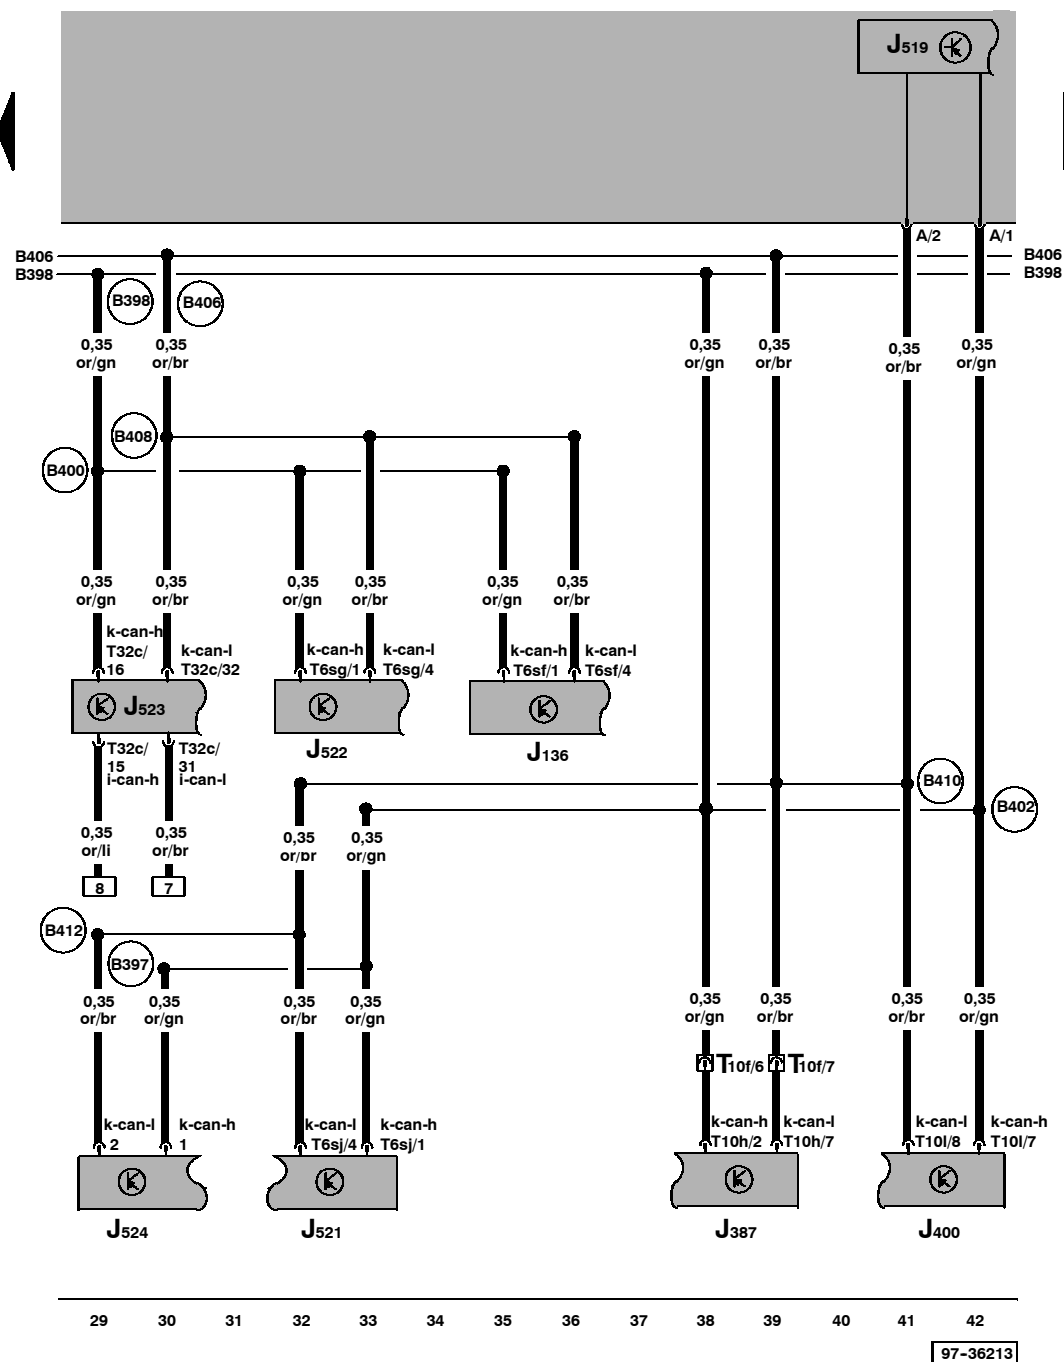 J519
A/2 A/1
B406 B406
B398 B398
B398 B406
0,35 0,35 0,35 0,35 0,35 0,35
or/gn or/br or/gn or/br or/br or/gn
B408
B400
0,35 0,35 0,35 0,35 0,35 0,35
or/gn or/br or/gn or/br or/gn or/br
k-can-h
T32c/ k-can-l k-can-h k-can-l k-can-h k-can-l
16 T32c/32 T6sg/1 T6sg/4 T6sf/1 T6sf/4
J523
J522 J136
T32c/ T32c/
15 31
i-can-h i-can-l
B410
B402
0,35 0,35 0,35 0,35
or/li or/br or/br or/gn
8 7
B412
B397
0,35 0,35 0,35 0,35 0,35 0,35 0,35 0,35
or/br or/gn or/br or/gn or/gn or/br or/br or/gn
T10f/6 T10f/7
k-can-l k-can-h k-can-l k-can-h k-can-h k-can-l k-can-l k-can-h
2 1 T6sj/4 T6sj/1 T10h/2 T10h/7 T10l/8 T10l/7
J524 J521 J387 J400
29 30 31 32 33 34 35 36 37 38 39 40 41 42
97-36213